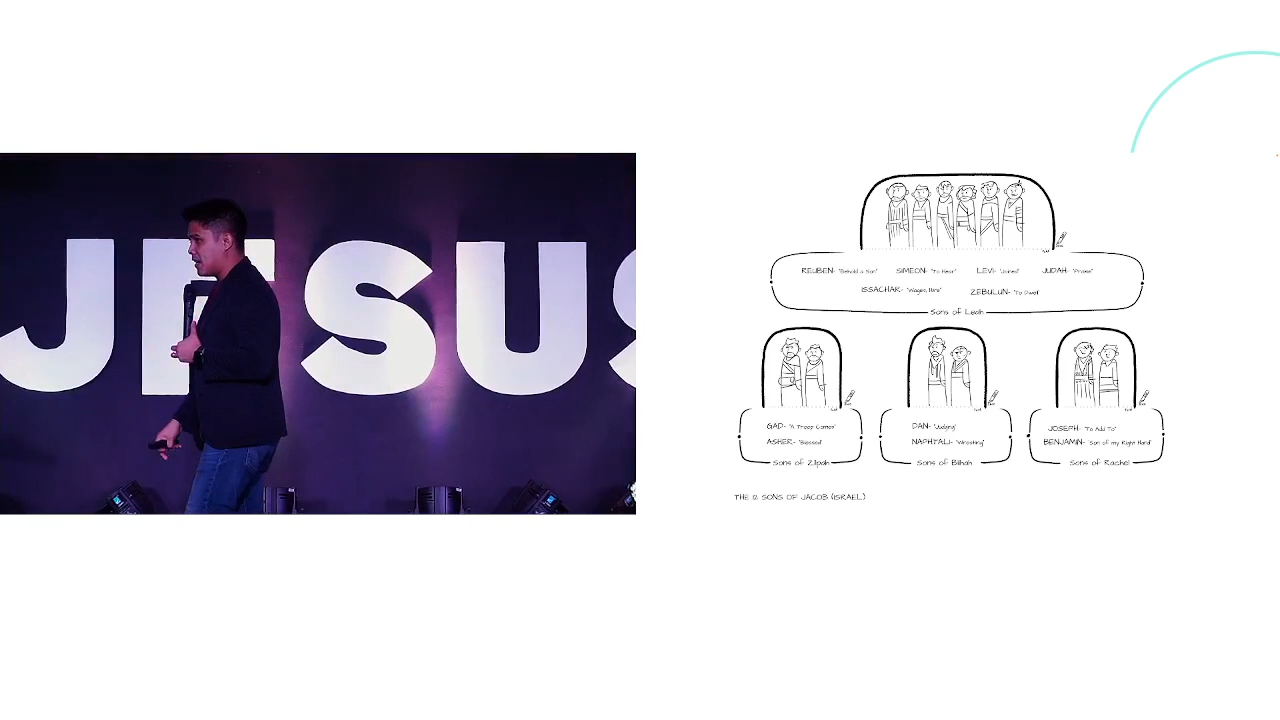 JESUS
REUBEN- "Behold a Son" SIMEON- "To Hear" LEVI- "Joined" JUDAH- "Praise"
ISSACHAR- "Wages, Hire" ZEBULUN- "To Dwell"
Sons of Leah
GAD- "A Troop Comes"
ASHER- "Blessed"
Sons of Zilpah
DAN- "Judging"
NAPHTALI- "Wrestling"
Sons of Bilhah
JOSEPH- "To Add To"
BENJAMIN- "Son of my Right Hand"
Sons of Rachel
THE 12 SONS OF JACOB (ISRAEL)